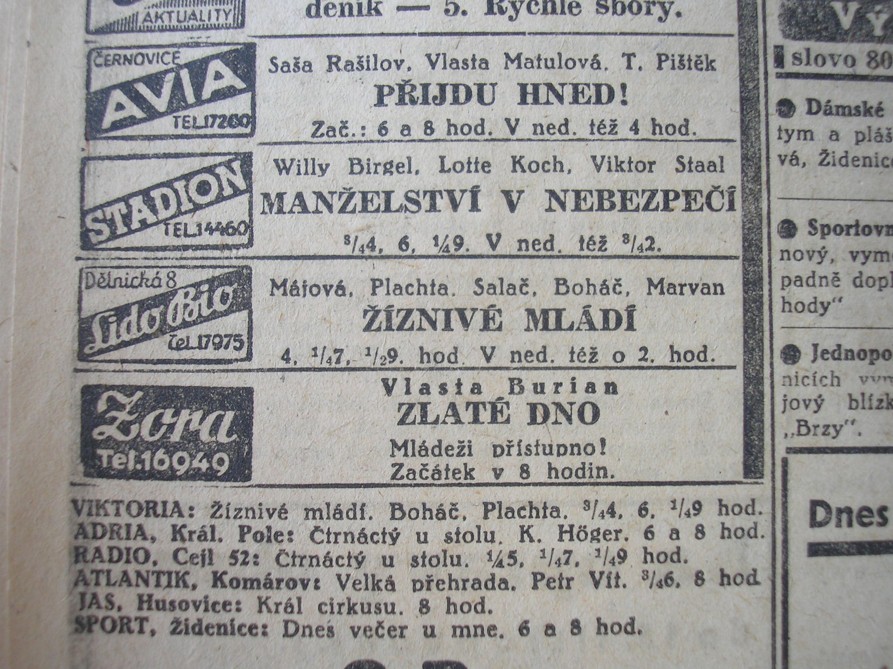 AKTUALITY
deník — 5. Rychlé sbory.
ČERNOVICE
AVIA
TEL.17260
Saša Rašilov, Vlasta Matulová, T. Pištěk
PŘIJDU HNED!
Zač.: 6 a 8 hod. V ned. též 4 hod.
STADION
TEL.14460
Willy Birgel, Lotte Koch, Viktor Staal
MANŽELSTVÍ V NEBEZPEČÍ
³/₄4, 6, ¼9. V ned. též ³/₄2.
Dělnická 8
Lido Bio
Tel.17975
Májová, Plachta, Salač, Boháč, Marvan
ŽÍZNIVÉ MLÁDÍ
4, ¹/₄7, ¹/₂9. hod. V ned. též o 2. hod.
Zora
Tel.16949
Vlasta Burian
ZLATÉ DNO
Mládeži přístupno!
Začátek v 8 hodin.
VIKTORIA: Žíznivé mládí. Boháč, Plachta. ³/₄4, 6, ¹/₄9 hod.
ADRIA, Král. Pole: Čtrnáctý u stolu. K. Höger. 6 a 8 hod.
RADIO, Cejl 52: Čtrnáctý u stolu. ¼5, ¹/₄7, ¹/₄9 hod.
ATLANTIK, Komárov: Velká přehrada. Petr Vít. ³/₄6, 8 hod
JAS, Husovice: Král cirkusu. 8 hod.
SPORT, Židenice: Dnes večer u mne. 6 a 8 hod.
slovo 80
Dámské
tym a pláš
vá, Židenice
Sportovn
nový, vym
padně dopl
hody"
Jednopo
nicích vym
jový blízk
„Brzy".
Dnes